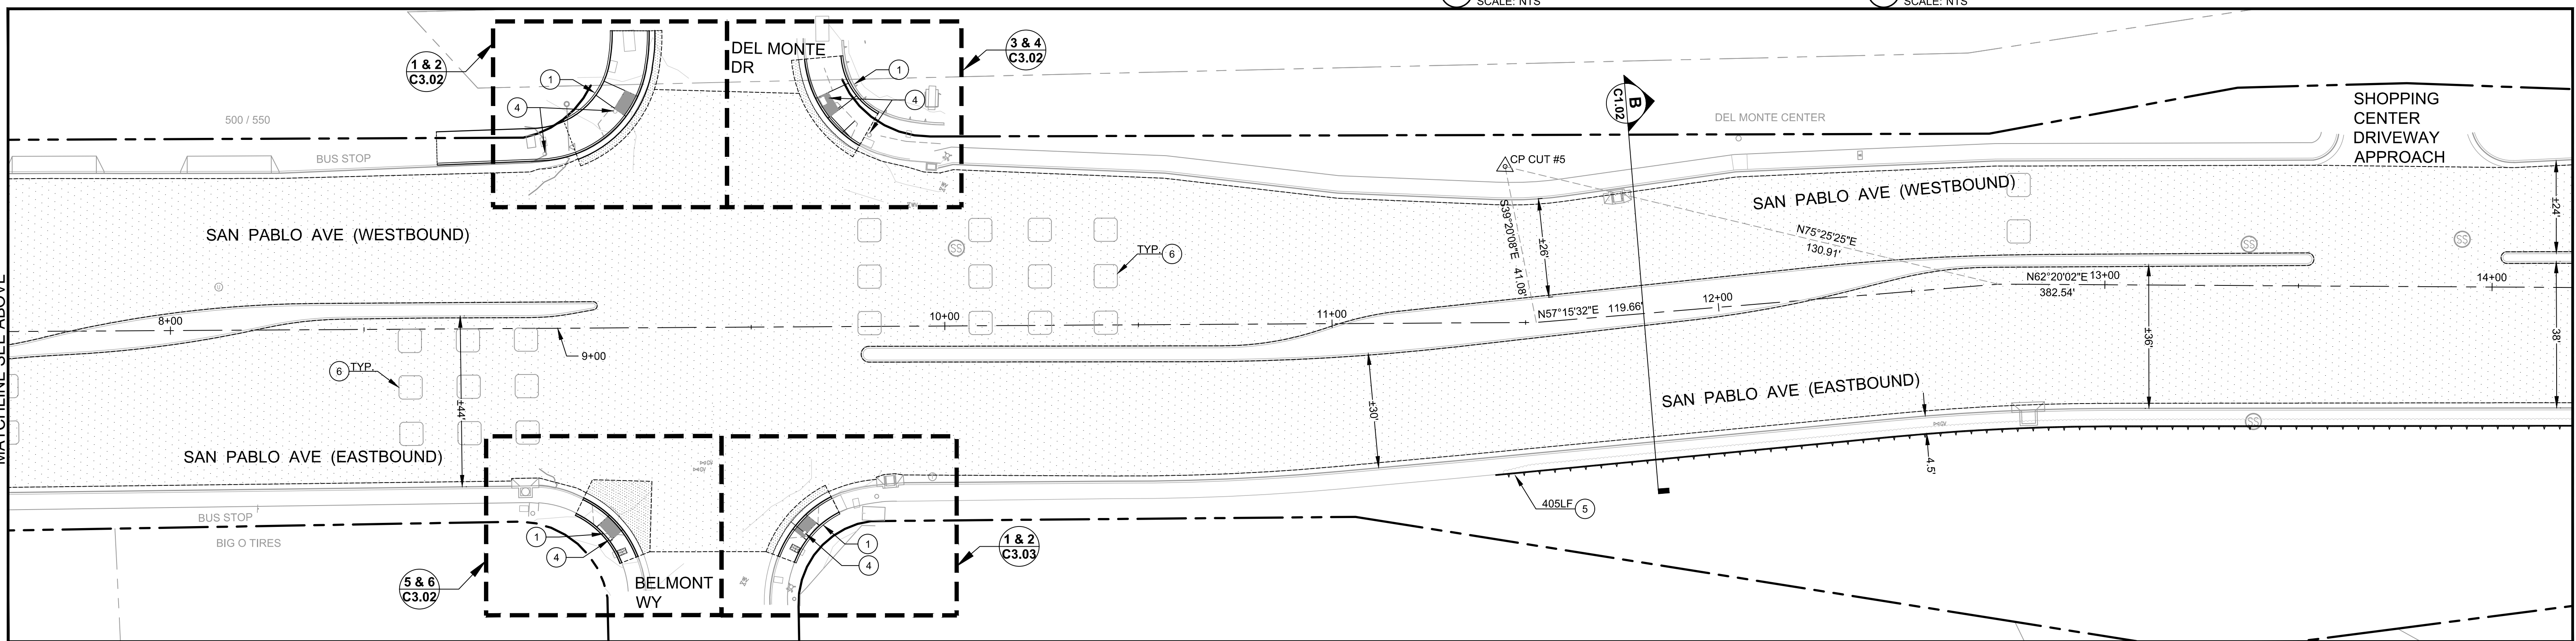 SCALE: NTS
SCALE: NTS
DEL MONTE
DR
1 & 2
C3.02
3 & 4
C3.02
1
4
1
4
B
C1.02
SHOPPING
CENTER
DRIVEWAY
APPROACH
500 / 550
BUS STOP
DEL MONTE CENTER
CP CUT #5
SAN PABLO AVE (WESTBOUND)
SAN PABLO AVE (WESTBOUND)
±24'
S39°20'08"E 41.08'
±26'
N75°25'25"E
130.91'
TYP. 6
SS
SS
SS
G
N62°20'02"E
382.54'
13+00
14+00
8+00
9+00
10+00
11+00
N57°15'32"E 119.66'
12+00
±36'
38'
MATCHLINE SEE ABOVE
6 TYP.
±44'
±30'
SAN PABLO AVE (EASTBOUND)
SAN PABLO AVE (EASTBOUND)
SS
4.5'
405LF 5
BUS STOP
BIG O TIRES
1
4
1
4
1 & 2
C3.03
5 & 6
C3.02
BELMONT
WY